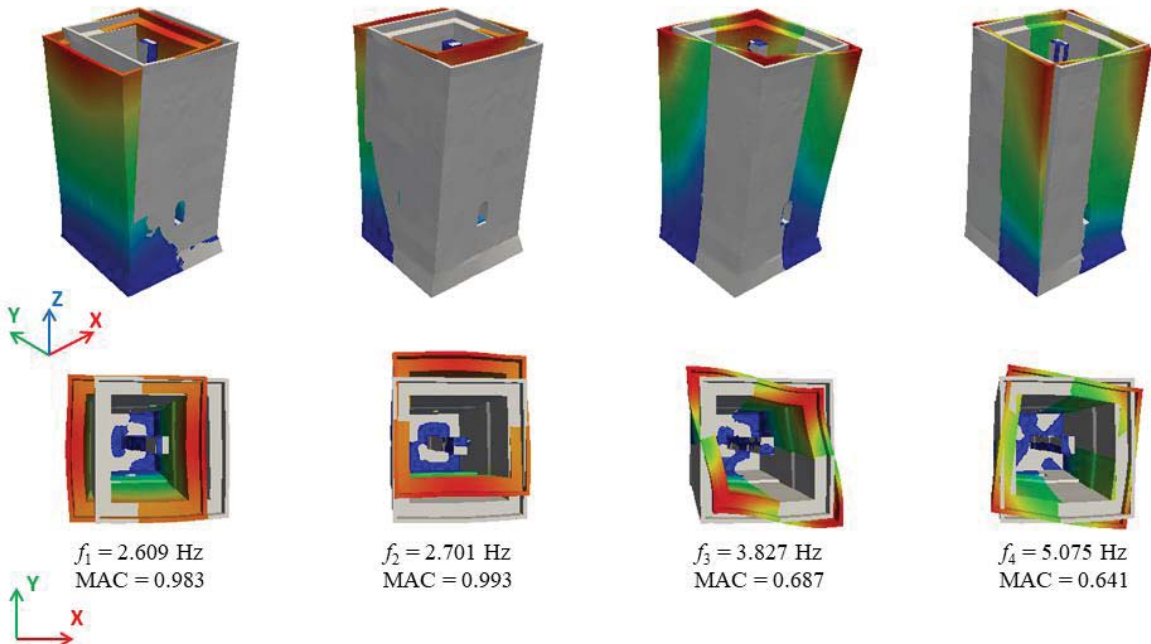 Z
Y
X
f1 = 2.609 Hz
MAC = 0.983
f2 = 2.701 Hz
MAC = 0.993
f3 = 3.827 Hz
MAC = 0.687
f4 = 5.075 Hz
MAC = 0.641
Y
X